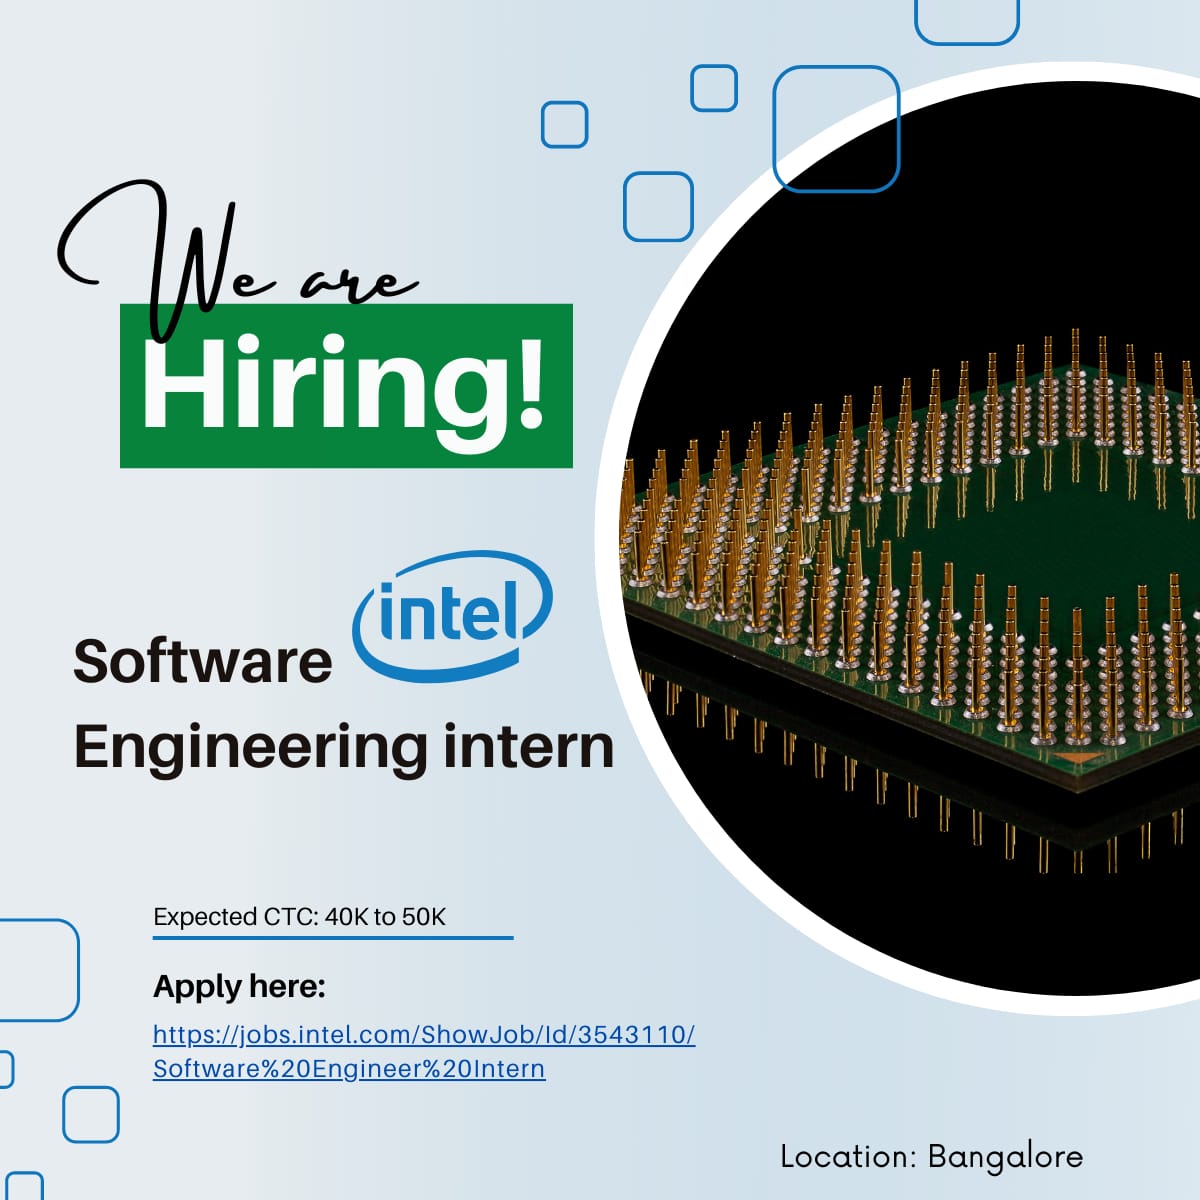 We are
Hiring!
intel
Software
Engineering intern
Expected CTC: 40K to 50K
Apply here:
https://jobs.intel.com/ShowJob/Id/3543110/
Software%20Engineer%20Intern
Location: Bangalore